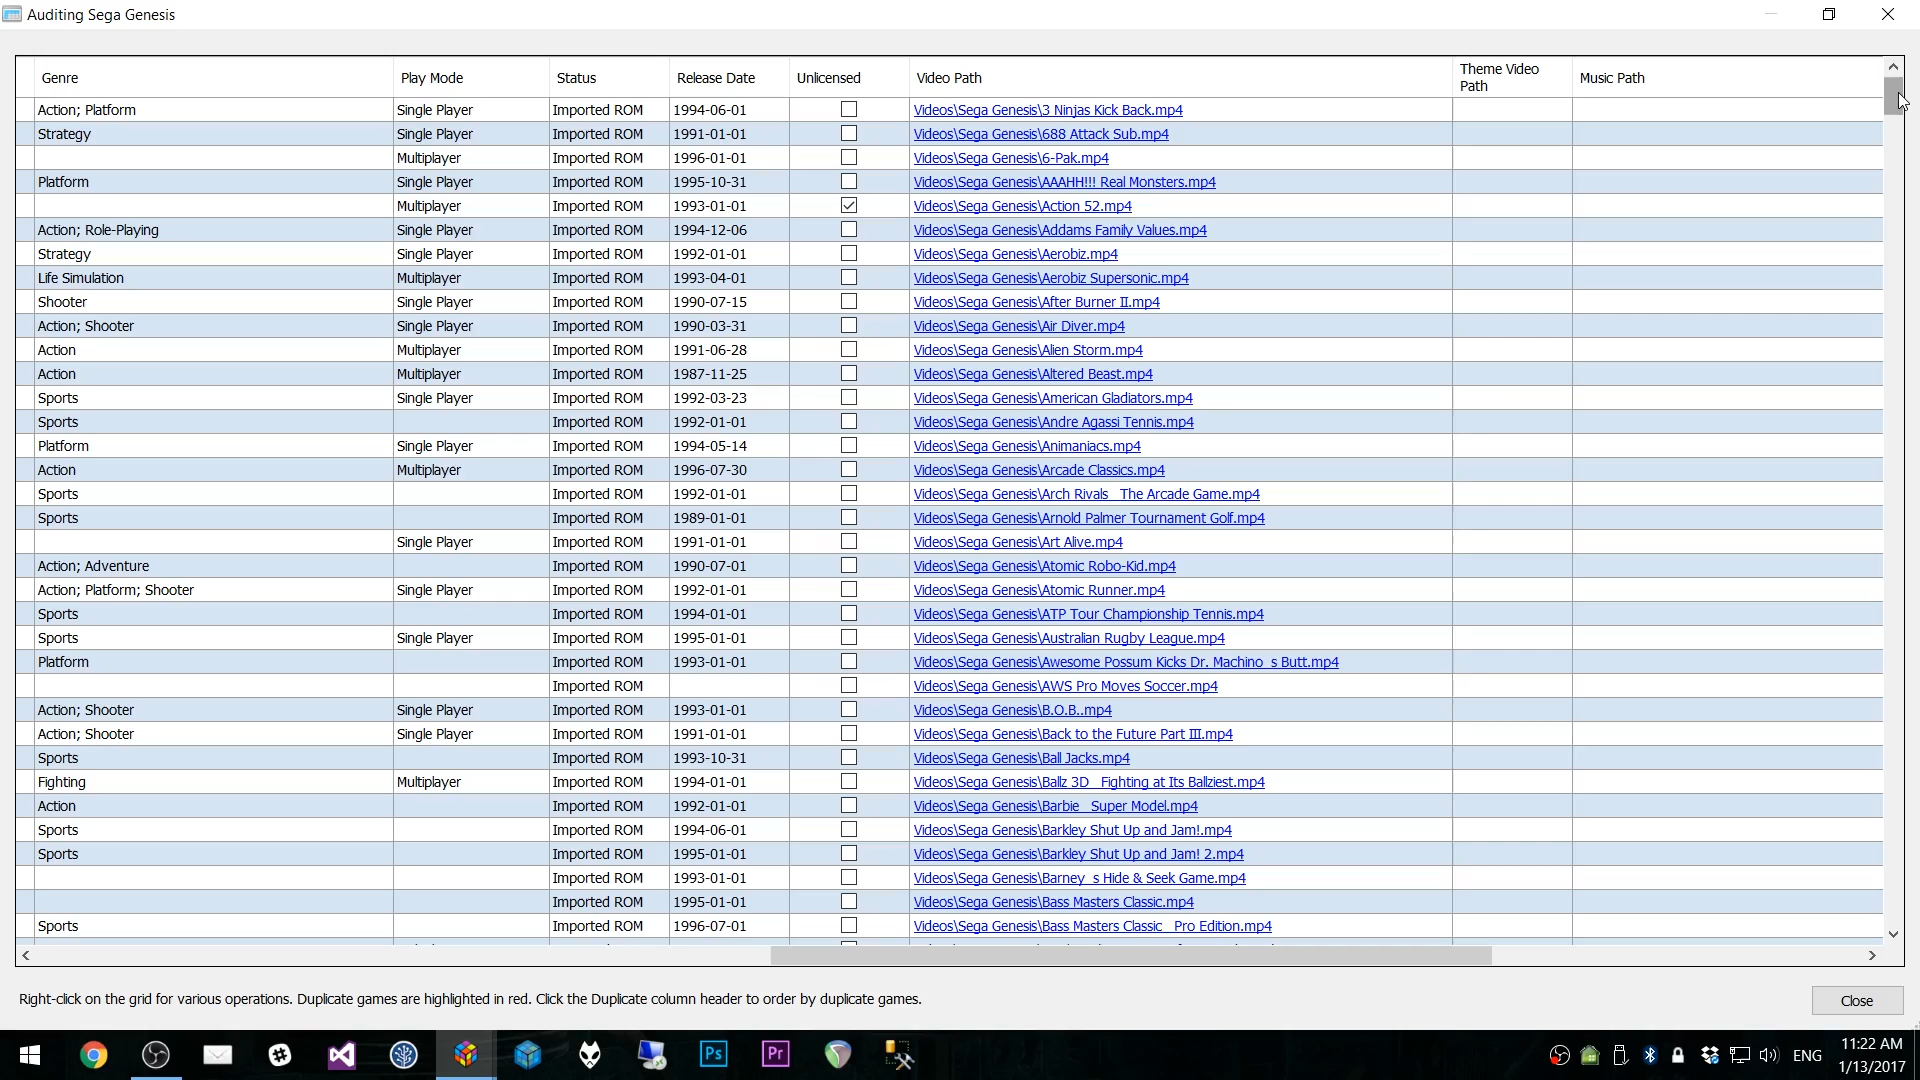 Auditing Sega Genesis
Genre Play Mode Status Release Date Unlicensed Video Path Theme Video Path Music Path
Action; Platform Single Player Imported ROM 1994-06-01 Videos\Sega Genesis\3 Ninjas Kick Back.mp4
Strategy Single Player Imported ROM 1991-01-01 Videos\Sega Genesis\688 Attack Sub.mp4
Multiplayer Imported ROM 1996-01-01 Videos\Sega Genesis\6-Pak.mp4
Platform Single Player Imported ROM 1995-10-31 Videos\Sega Genesis\AAAHH!!! Real Monsters.mp4
Multiplayer Imported ROM 1993-01-01 Videos\Sega Genesis\Action 52.mp4
Action; Role-Playing Single Player Imported ROM 1994-12-06 Videos\Sega Genesis\Addams Family Values.mp4
Strategy Single Player Imported ROM 1992-01-01 Videos\Sega Genesis\Aerobiz.mp4
Life Simulation Multiplayer Imported ROM 1993-04-01 Videos\Sega Genesis\Aerobiz Supersonic.mp4
Shooter Single Player Imported ROM 1990-07-15 Videos\Sega Genesis\After Burner II.mp4
Action; Shooter Single Player Imported ROM 1990-03-31 Videos\Sega Genesis\Air Diver.mp4
Action Multiplayer Imported ROM 1991-06-28 Videos\Sega Genesis\Alien Storm.mp4
Action Multiplayer Imported ROM 1987-11-25 Videos\Sega Genesis\Altered Beast.mp4
Sports Single Player Imported ROM 1992-03-23 Videos\Sega Genesis\American Gladiators.mp4
Sports Imported ROM 1992-01-01 Videos\Sega Genesis\Andre Agassi Tennis.mp4
Platform Single Player Imported ROM 1994-05-14 Videos\Sega Genesis\Animaniacs.mp4
Action Multiplayer Imported ROM 1996-07-30 Videos\Sega Genesis\Arcade Classics.mp4
Sports Imported ROM 1992-01-01 Videos\Sega Genesis\Arch Rivals_ The Arcade Game.mp4
Sports Imported ROM 1989-01-01 Videos\Sega Genesis\Arnold Palmer Tournament Golf.mp4
Single Player Imported ROM 1991-01-01 Videos\Sega Genesis\Art Alive.mp4
Action; Adventure Imported ROM 1990-07-01 Videos\Sega Genesis\Atomic Robo-Kid.mp4
Action; Platform; Shooter Single Player Imported ROM 1992-01-01 Videos\Sega Genesis\Atomic Runner.mp4
Sports Imported ROM 1994-01-01 Videos\Sega Genesis\ATP Tour Championship Tennis.mp4
Sports Single Player Imported ROM 1995-01-01 Videos\Sega Genesis\Australian Rugby League.mp4
Platform Imported ROM 1993-01-01 Videos\Sega Genesis\Awesome Possum Kicks Dr. Machino_s Butt.mp4
Imported ROM Videos\Sega Genesis\AWS Pro Moves Soccer.mp4
Action; Shooter Single Player Imported ROM 1993-01-01 Videos\Sega Genesis\B.O.B..mp4
Action; Shooter Single Player Imported ROM 1991-01-01 Videos\Sega Genesis\Back to the Future Part III.mp4
Sports Imported ROM 1993-10-31 Videos\Sega Genesis\Ball Jacks.mp4
Fighting Multiplayer Imported ROM 1994-01-01 Videos\Sega Genesis\Ballz 3D_ Fighting at Its Ballziest.mp4
Action Imported ROM 1992-01-01 Videos\Sega Genesis\Barbie_ Super Model.mp4
Sports Imported ROM 1994-06-01 Videos\Sega Genesis\Barkley Shut Up and Jam!.mp4
Sports Imported ROM 1995-01-01 Videos\Sega Genesis\Barkley Shut Up and Jam! 2.mp4
Imported ROM 1993-01-01 Videos\Sega Genesis\Barney_s Hide & Seek Game.mp4
Imported ROM 1995-01-01 Videos\Sega Genesis\Bass Masters Classic.mp4
Sports Imported ROM 1996-07-01 Videos\Sega Genesis\Bass Masters Classic_ Pro Edition.mp4
Right-click on the grid for various operations. Duplicate games are highlighted in red. Click the Duplicate column header to order by duplicate games.
Close
Ps Pr ENG 11:22 AM
1/13/2017